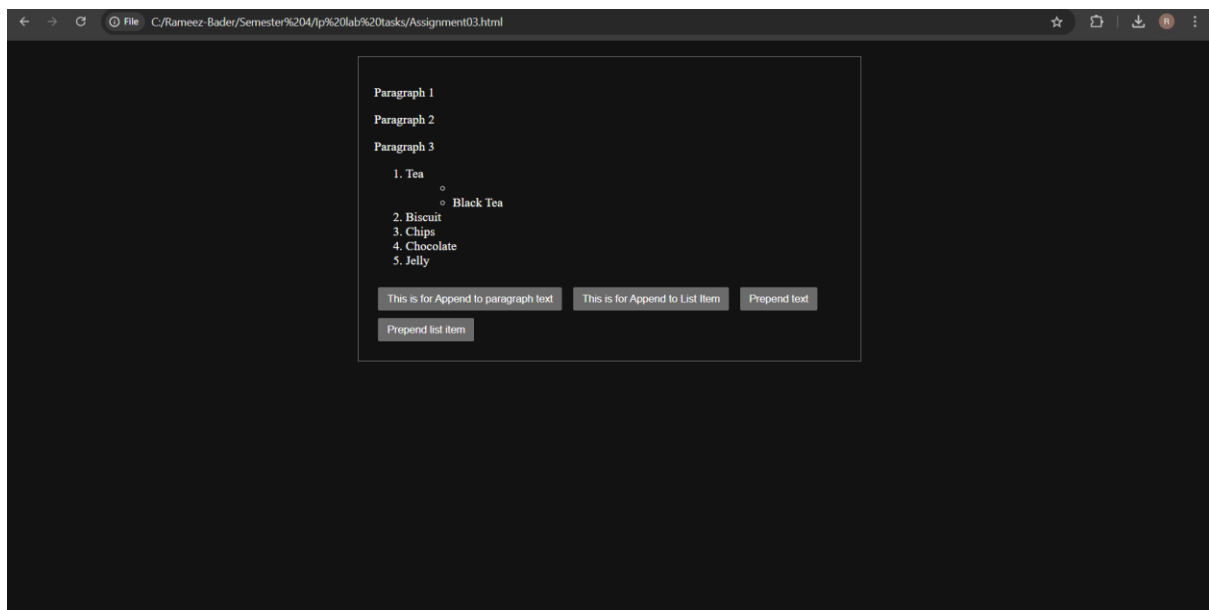 File C:/Rameez-Bader/Semester%204/Ip%20lab%20tasks/Assignment03.html R
Paragraph 1
Paragraph 2
Paragraph 3
1. Tea
Black Tea
2. Biscuit
3. Chips
4. Chocolate
5. Jelly
This is for Append to paragraph text This is for Append to List Item Prepend text
Prepend list item